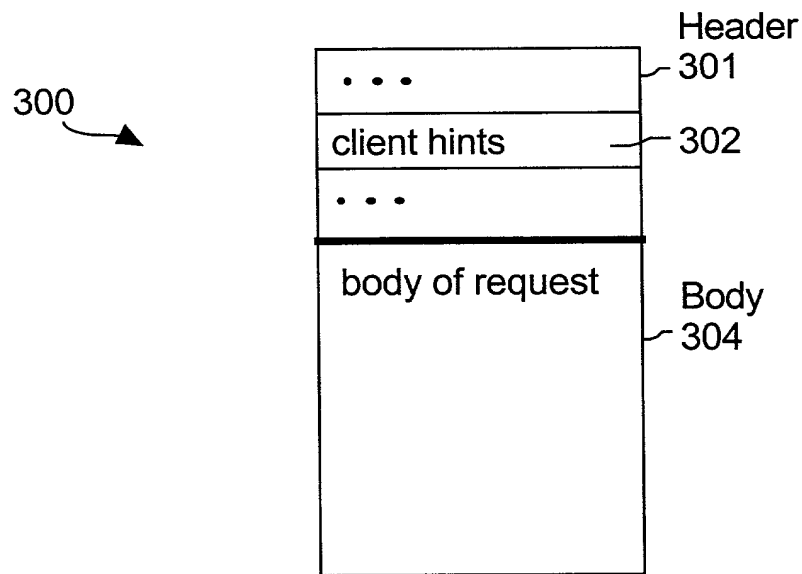 Header
301
• • •
300
client hints
302
• • •
body of request
Body
304